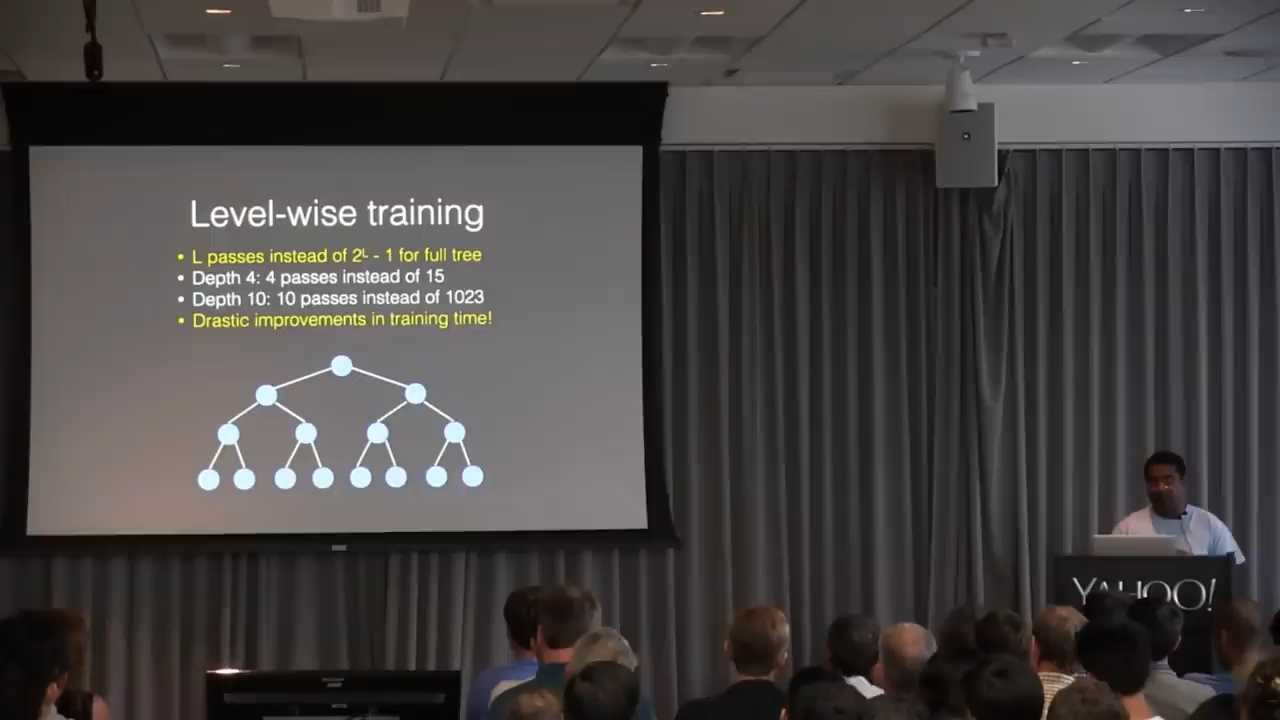 Level-wise training
• L passes instead of 2ᴸ - 1 for full tree
• Depth 4: 4 passes instead of 15
• Depth 10: 10 passes instead of 1023
• Drastic improvements in training time!
YAHOO!